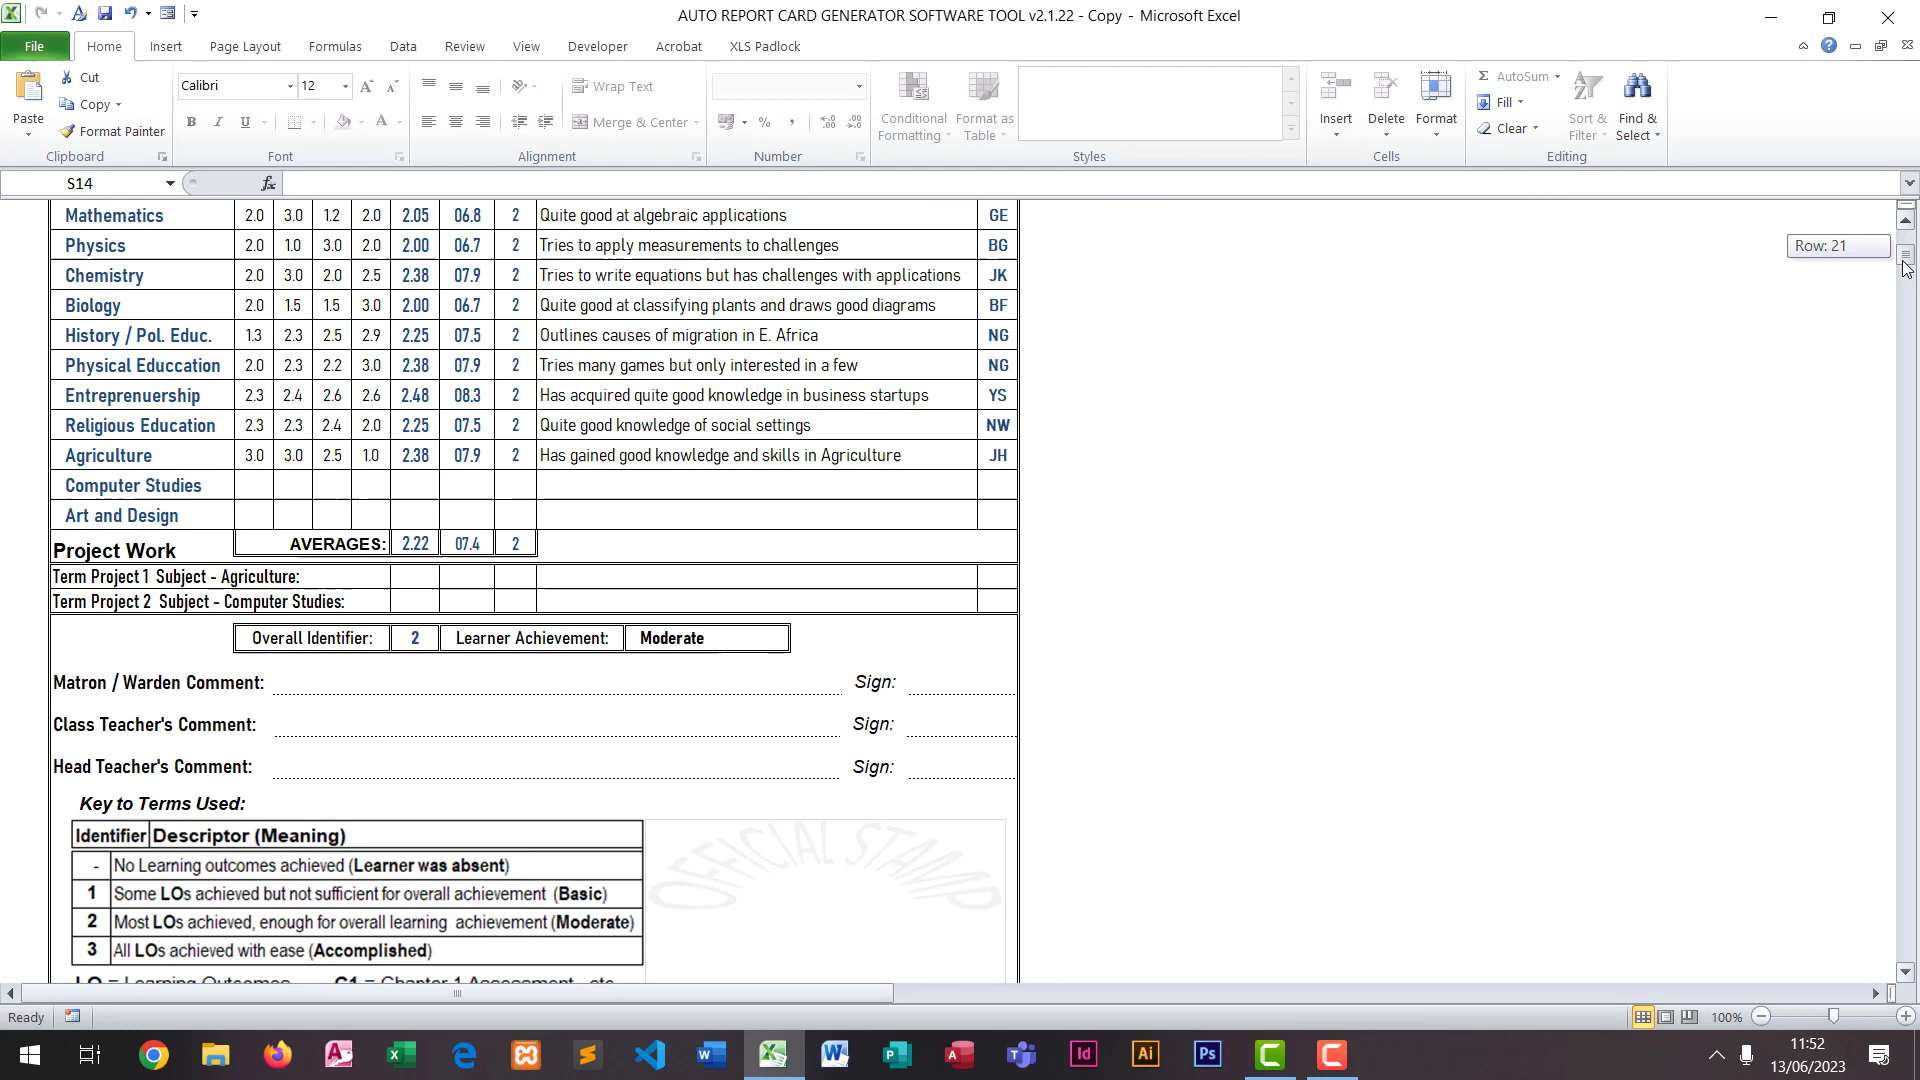 AUTO REPORT CARD GENERATOR SOFTWARE TOOL v2.1.22 - Copy - Microsoft Excel
File Home Insert Page Layout Formulas Data Review View Developer Acrobat XLS Padlock
Paste Cut Copy Format Painter
Calibri 12
B I U A
Wrap Text
Merge & Center
Conditional Formatting Format as Table
Insert Delete Format
AutoSum Fill Clear
Sort & Filter Find & Select
Clipboard Font Alignment Number Styles Cells Editing
S14 fx
Row: 21
Mathematics 2.0 3.0 1.2 2.0 2.05 06.8 2 Quite good at algebraic applications GE
Physics 2.0 1.0 3.0 2.0 2.00 06.7 2 Tries to apply measurements to challenges BG
Chemistry 2.0 3.0 2.0 2.5 2.38 07.9 2 Tries to write equations but has challenges with applications JK
Biology 2.0 1.5 1.5 3.0 2.00 06.7 2 Quite good at classifying plants and draws good diagrams BF
History / Pol. Educ. 1.3 2.3 2.5 2.9 2.25 07.5 2 Outlines causes of migration in E. Africa NG
Physical Educcation 2.0 2.3 2.2 3.0 2.38 07.9 2 Tries many games but only interested in a few NG
Entreprenuership 2.3 2.4 2.6 2.6 2.48 08.3 2 Has acquired quite good knowledge in business startups YS
Religious Education 2.3 2.3 2.4 2.0 2.25 07.5 2 Quite good knowledge of social settings NW
Agriculture 3.0 3.0 2.5 1.0 2.38 07.9 2 Has gained good knowledge and skills in Agriculture JH
Computer Studies
Art and Design
Project Work AVERAGES: 2.22 07.4 2
Term Project 1 Subject - Agriculture:
Term Project 2 Subject - Computer Studies:
Overall Identifier: 2 Learner Achievement: Moderate
Matron / Warden Comment: Sign:
Class Teacher's Comment: Sign:
Head Teacher's Comment: Sign:
Key to Terms Used:
Identifier Descriptor (Meaning)
- No Learning outcomes achieved (Learner was absent)
1 Some LOs achieved but not sufficient for overall achievement (Basic)
2 Most LOs achieved, enough for overall learning achievement (Moderate)
3 All LOs achieved with ease (Accomplished)
OFFICIAL STAMP
LO = Learning Outcomes C1 = Chapter 1 Assessment etc
Ready 100%
11:52
13/06/2023